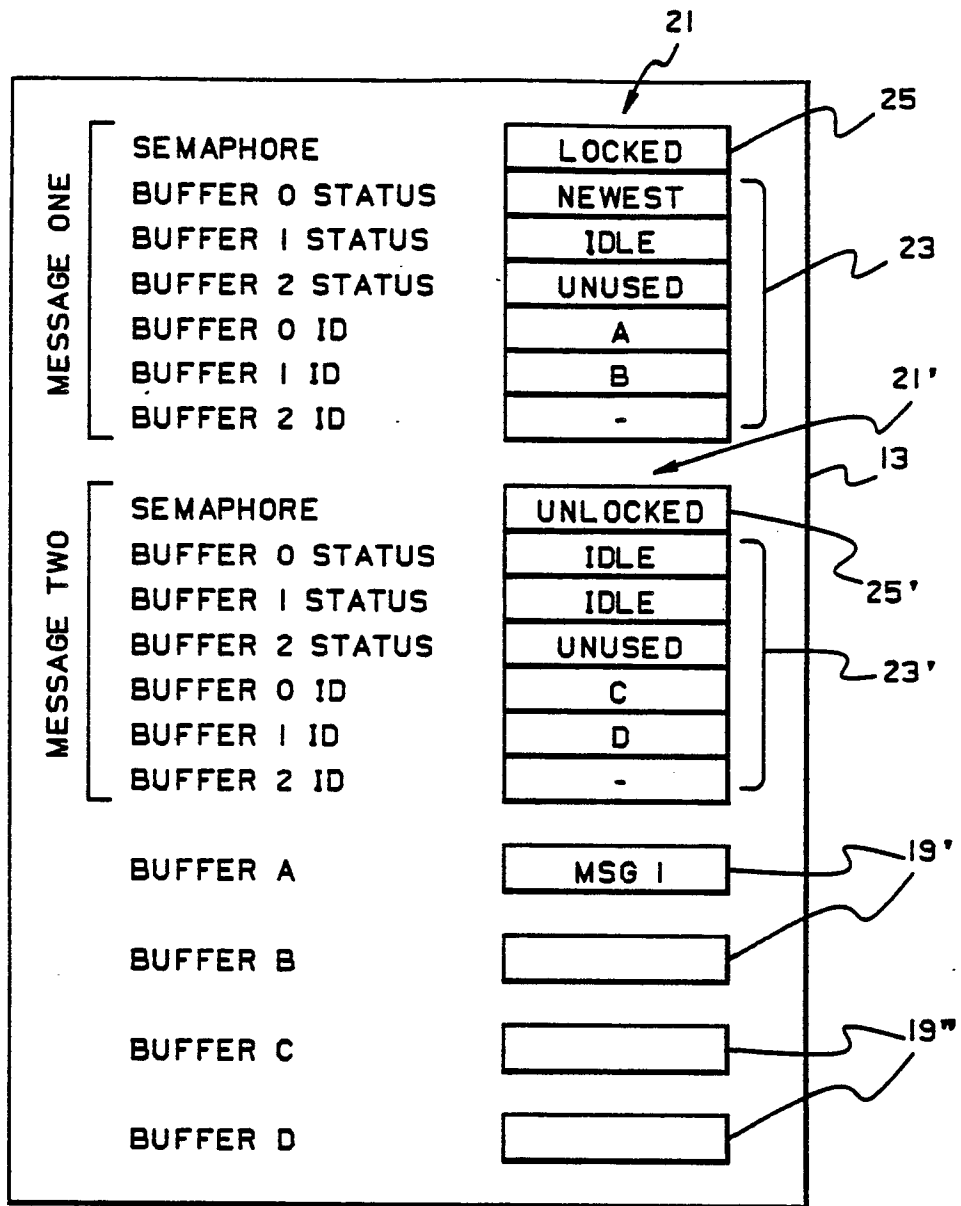 21
25
MESSAGE ONE
SEMAPHORE LOCKED
BUFFER 0 STATUS NEWEST
BUFFER 1 STATUS IDLE
BUFFER 2 STATUS UNUSED
BUFFER 0 ID A
BUFFER 1 ID B
BUFFER 2 ID -
23
21'
13
MESSAGE TWO
SEMAPHORE UNLOCKED
BUFFER 0 STATUS IDLE
BUFFER 1 STATUS IDLE
BUFFER 2 STATUS UNUSED
BUFFER 0 ID C
BUFFER 1 ID D
BUFFER 2 ID -
25'
23'
BUFFER A MSG 1
19'
BUFFER B
BUFFER C
19"
BUFFER D